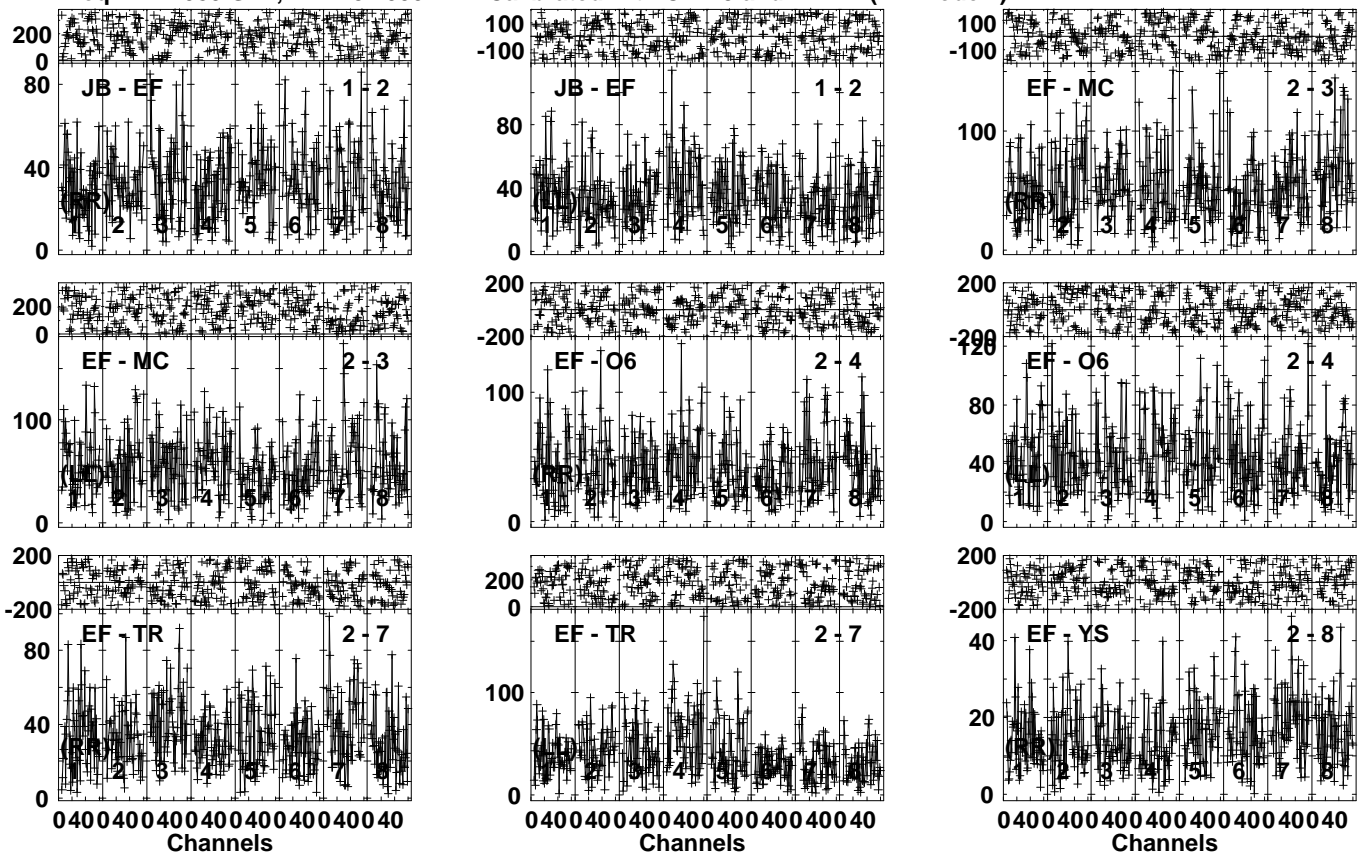 200 0 100 -100 100 -100
80 40 0 80 40 0 100 0
JB - EF 1 - 2 JB - EF 1 - 2 EF - MC 2 - 3
(RR) (LL) (RR)
1 2 3 4 5 6 7 8 1 2 3 4 5 6 7 8 1 2 3 4 5 6 7 8
200 0 200 -200 200 -200
100 0 100 0 120 80 40 0
EF - MC 2 - 3 EF - O6 2 - 4 EF - O6 2 - 4
(LL) (RR) (LL)
1 2 3 4 5 6 7 8 1 2 3 4 5 6 7 8 1 2 3 4 5 6 7 8
200 -200 200 0 200 -200
80 40 0 100 0 40 20 0
EF - TR 2 - 7 EF - TR 2 - 7 EF - YS 2 - 8
(RR) (LL) (RR)
1 2 3 4 5 6 7 8 1 2 3 4 5 6 7 8 1 2 3 4 5 6 7 8
0 40 0 40 0 40 0 40 0 40 0 40 0 40 0 40 0 40 0 40 0 40 0 40 0 40 0 40 0 40 0 40 0 40 0 40 0 40 0 40 0 40 0 40 0 40 0 40
Channels Channels Channels